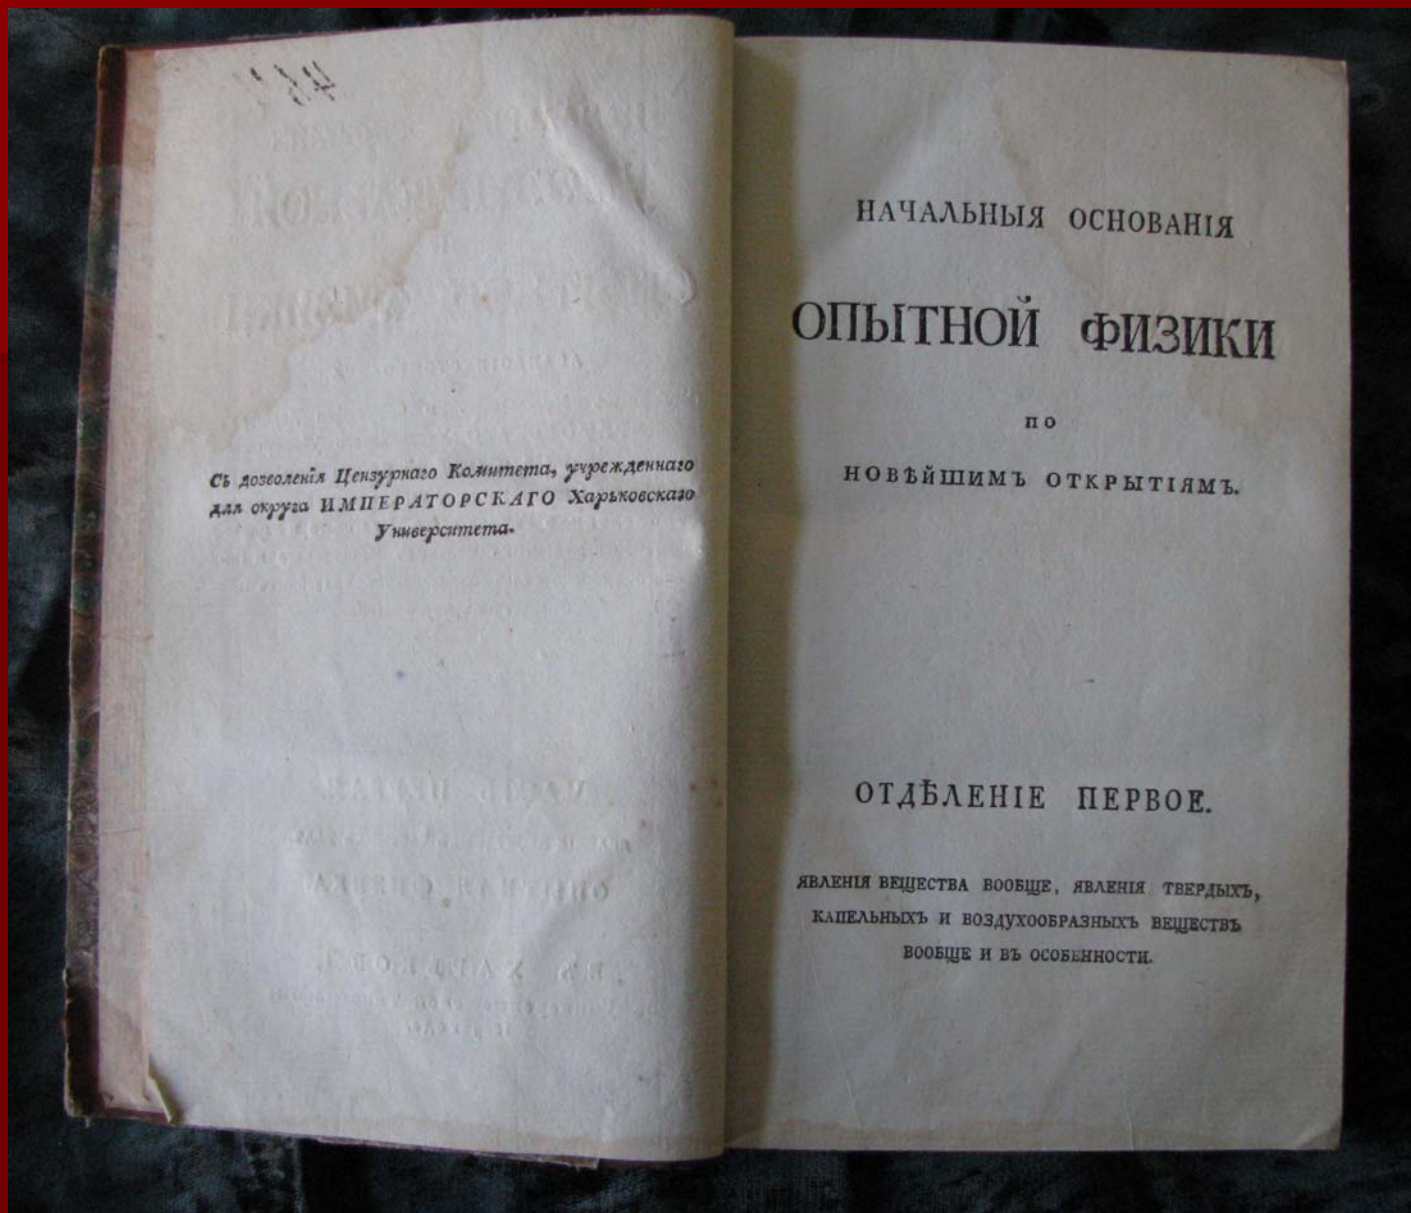 Съ дозволенія Цензурнаго Комитета, учрежденнаго
для округа ИМПЕРАТОРСКАГО Харьковскаго
Университета.
НАЧАЛЬНЫЯ ОСНОВАНІЯ
ОПЫТНОЙ ФИЗИКИ
ПО
НОВѢЙШИМЪ ОТКРЫТІЯМЪ.
ОТДѢЛЕНІЕ ПЕРВОЕ.
ЯВЛЕНІЯ ВЕЩЕСТВА ВООБЩЕ, ЯВЛЕНІЯ ТВЕРДЫХЪ,
КАПЕЛЬНЫХЪ И ВОЗДУХООБРАЗНЫХЪ ВЕЩЕСТВЪ
ВООБЩЕ И ВЪ ОСОБЕННОСТИ.